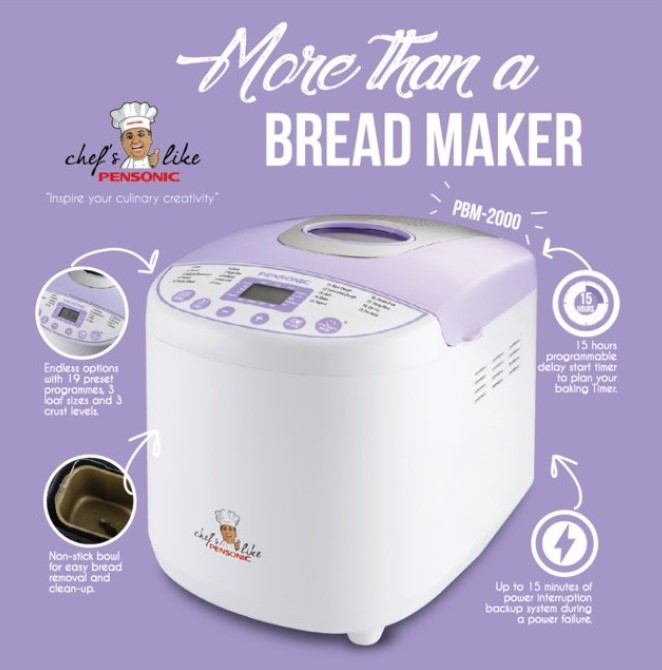 More than a
BREAD MAKER
chef's like
PENSONIC
"Inspire your culinary creativity"
PBM-2000
PENSONIC
15
HOURS
15 hours
programmable
delay start timer
to plan your
baking Timer.
Endless options
with 19 preset
programmes, 3
loaf sizes and 3
crust levels.
Non-stick bowl
for easy bread
removal and
clean-up.
chef's like
PENSONIC
Up to 15 minutes of
power interruption
backup system during
a power failure.